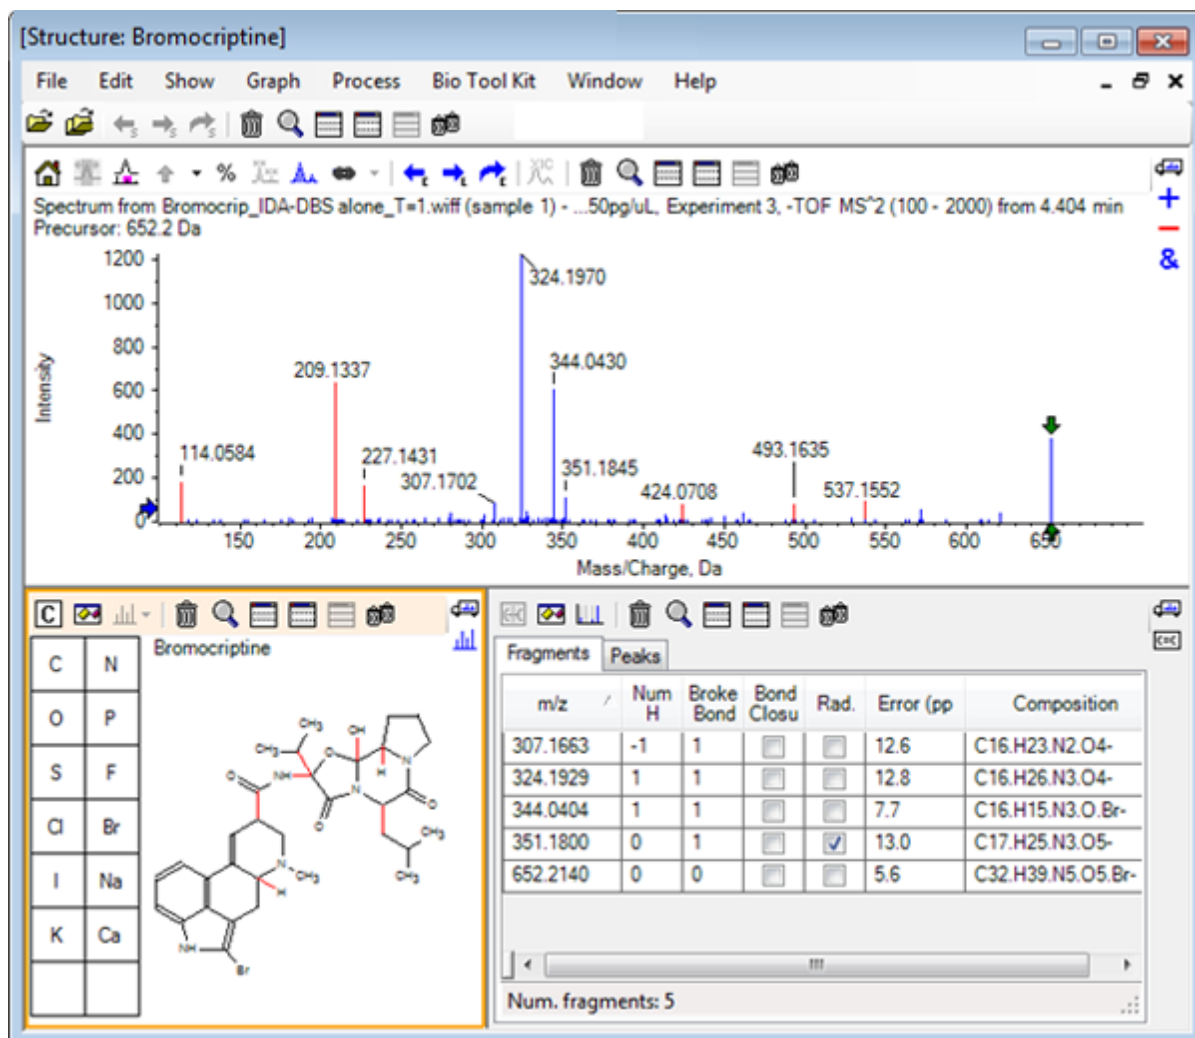 [Structure: Bromocriptine]
File Edit Show Graph Process Bio Tool Kit Window Help
Spectrum from Bromocrip_IDA-DBS alone_T=1.wiff (sample 1) - ...50pg/uL, Experiment 3, -TOF MS^2 (100 - 2000) from 4.404 min
Precursor: 652.2 Da
Intensity
1200
1000
800
600
400
200
0
324.1970
344.0430
209.1337
114.0584
227.1431
307.1702
351.1845
424.0708
493.1635
537.1552
150 200 250 300 350 400 450 500 550 600 650
Mass/Charge, Da
C N
O P
S F
Cl Br
I Na
K Ca
Bromocriptine
CH3
CH3
O
OH
H
N
O
NH
O
N
O
CH3
CH3
N
CH3
H
NH
Br
Fragments Peaks
m/z Num H Broke Bond Bond Closu Rad. Error (pp Composition
307.1663 -1 1 12.6 C16.H23.N2.O4-
324.1929 1 1 12.8 C16.H26.N3.O4-
344.0404 1 1 7.7 C16.H15.N3.O.Br-
351.1800 0 1 13.0 C17.H25.N3.O5-
652.2140 0 0 5.6 C32.H39.N5.O5.Br-
Num. fragments: 5